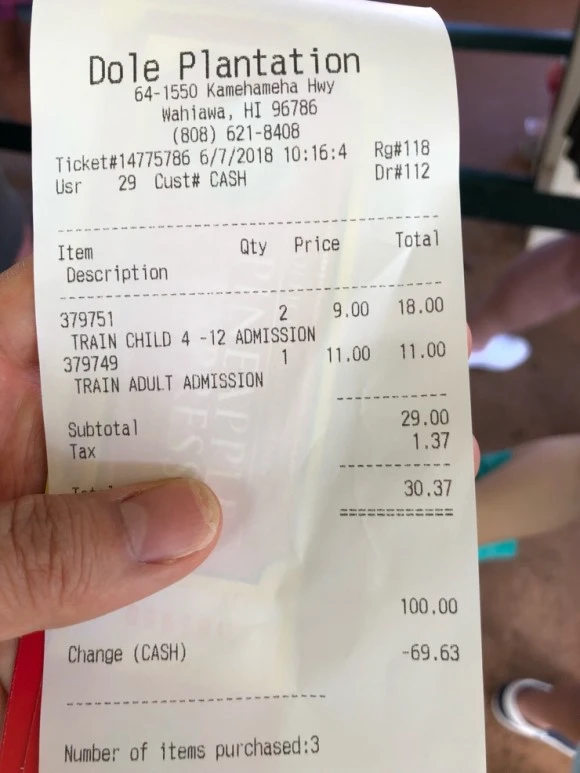 Dole Plantation
64-1550 Kamehameha Hwy
Wahiawa, HI 96786
(808) 621-8408
Ticket#14775786 6/7/2018 10:16:4 Rg#118
Usr 29 Cust# CASH Dr#112
Item Qty Price Total
Description
379751 2 9.00 18.00
TRAIN CHILD 4 -12 ADMISSION
379749 1 11.00 11.00
TRAIN ADULT ADMISSION
Subtotal 29.00
Tax 1.37
30.37
100.00
Change (CASH) -69.63
Number of items purchased:3